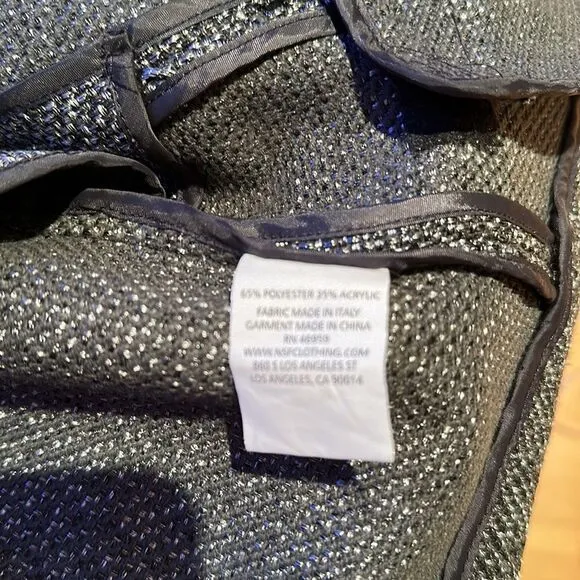 65% POLYESTER 35% ACRYLIC
FABRIC MADE IN ITALY
GARMENT MADE IN CHINA
RN 46959
WWW.NSFCLOTHING.COM
860 S LOS ANGELES ST
LOS ANGELES, CA 90014